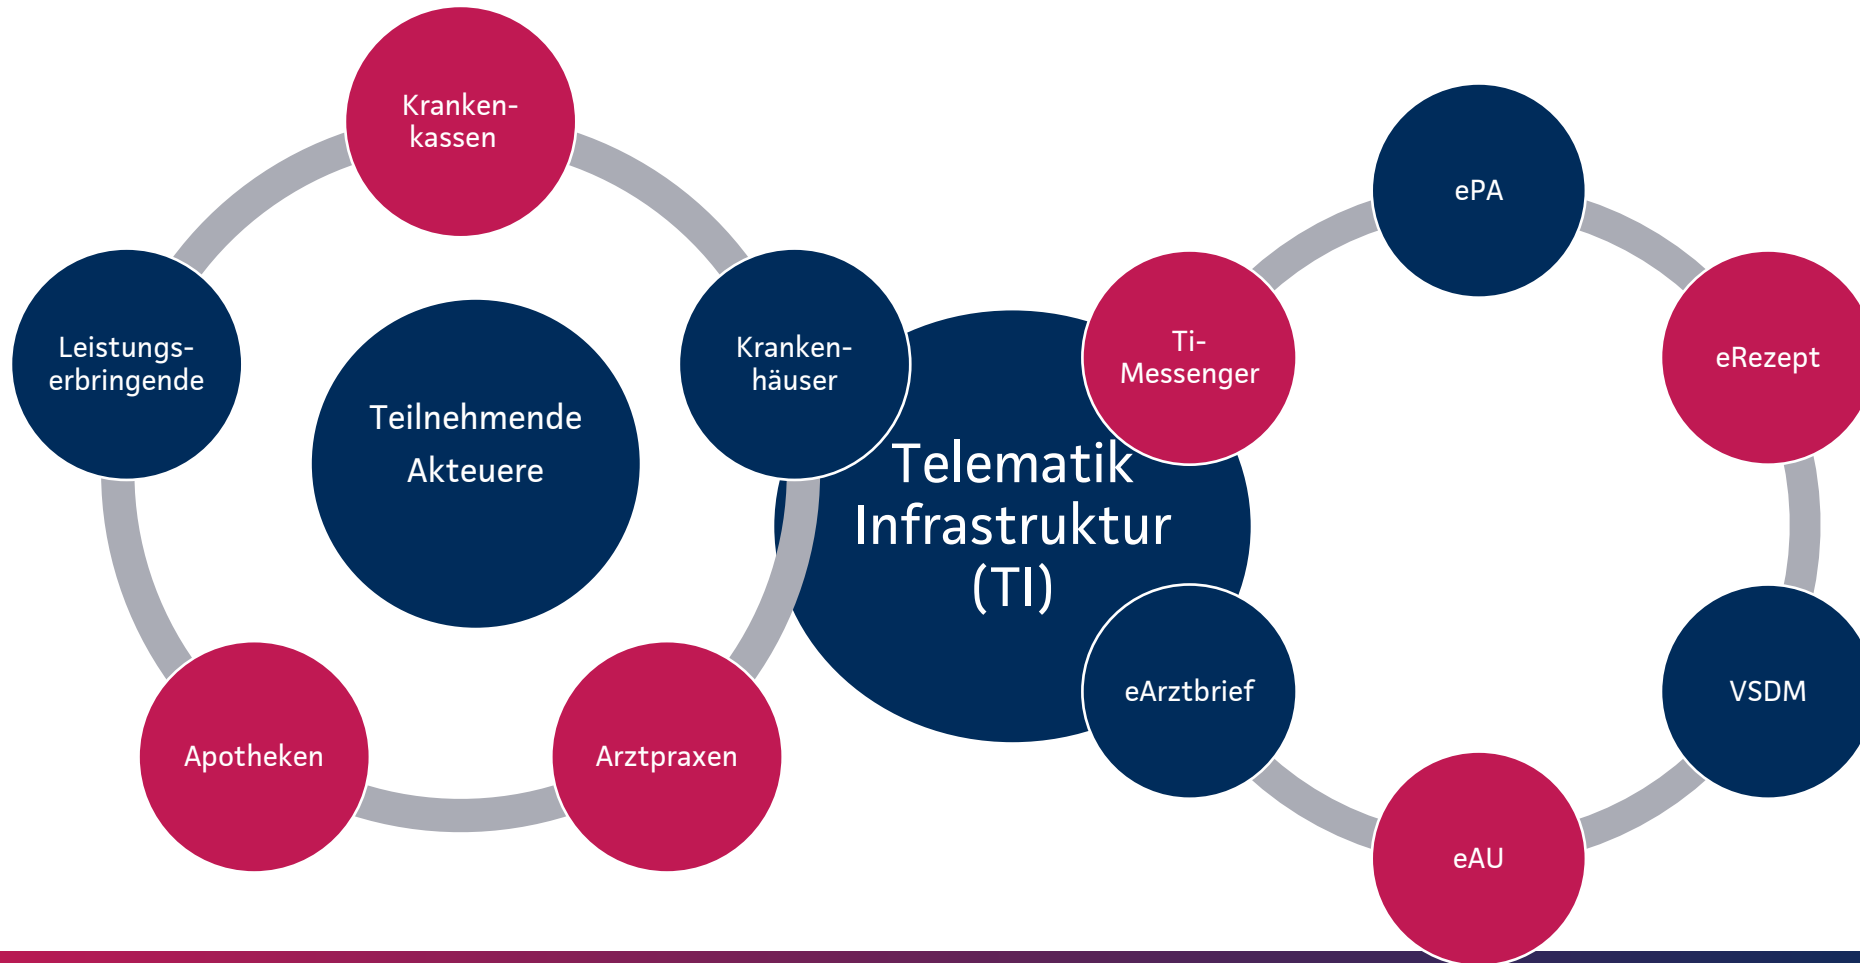 Kranken-
kassen
Leistungs-
erbringende
Kranken-
häuser
Teilnehmende
Akteuere
Apotheken
Arztpraxen
Telematik
Infrastruktur
(TI)
ePA
Ti-
Messenger
eRezept
eArztbrief
VSDM
eAU